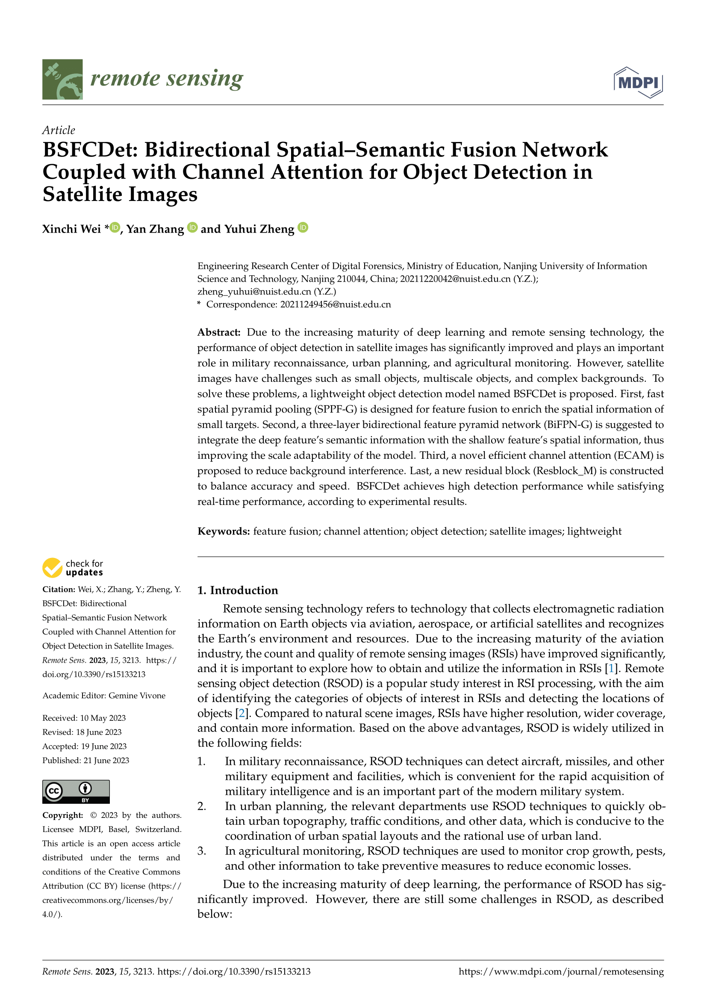 remote sensing
MDPI
Article
BSFCDet: Bidirectional Spatial–Semantic Fusion Network
Coupled with Channel Attention for Object Detection in
Satellite Images
Xinchi Wei *iD, Yan Zhang iD and Yuhui Zheng iD
Engineering Research Center of Digital Forensics, Ministry of Education, Nanjing University of Information
Science and Technology, Nanjing 210044, China; 20211220042@nuist.edu.cn (Y.Z.);
zheng_yuhui@nuist.edu.cn (Y.Z.)
* Correspondence: 20211249456@nuist.edu.cn
Abstract: Due to the increasing maturity of deep learning and remote sensing technology, the
performance of object detection in satellite images has significantly improved and plays an important
role in military reconnaissance, urban planning, and agricultural monitoring. However, satellite
images have challenges such as small objects, multiscale objects, and complex backgrounds. To
solve these problems, a lightweight object detection model named BSFCDet is proposed. First, fast
spatial pyramid pooling (SPPF-G) is designed for feature fusion to enrich the spatial information of
small targets. Second, a three-layer bidirectional feature pyramid network (BiFPN-G) is suggested to
integrate the deep feature's semantic information with the shallow feature's spatial information, thus
improving the scale adaptability of the model. Third, a novel efficient channel attention (ECAM) is
proposed to reduce background interference. Last, a new residual block (Resblock_M) is constructed
to balance accuracy and speed. BSFCDet achieves high detection performance while satisfying
real-time performance, according to experimental results.
Keywords: feature fusion; channel attention; object detection; satellite images; lightweight
check for
updates
Citation: Wei, X.; Zhang, Y.; Zheng, Y.
BSFCDet: Bidirectional
Spatial–Semantic Fusion Network
Coupled with Channel Attention for
Object Detection in Satellite Images.
Remote Sens. 2023, 15, 3213. https://
doi.org/10.3390/rs15133213
Academic Editor: Gemine Vivone
Received: 10 May 2023
Revised: 18 June 2023
Accepted: 19 June 2023
Published: 21 June 2023
cc BY
Copyright: © 2023 by the authors.
Licensee MDPI, Basel, Switzerland.
This article is an open access article
distributed under the terms and
conditions of the Creative Commons
Attribution (CC BY) license (https://
creativecommons.org/licenses/by/
4.0/).
1. Introduction
Remote sensing technology refers to technology that collects electromagnetic radiation
information on Earth objects via aviation, aerospace, or artificial satellites and recognizes
the Earth's environment and resources. Due to the increasing maturity of the aviation
industry, the count and quality of remote sensing images (RSIs) have improved significantly,
and it is important to explore how to obtain and utilize the information in RSIs [1]. Remote
sensing object detection (RSOD) is a popular study interest in RSI processing, with the aim
of identifying the categories of objects of interest in RSIs and detecting the locations of
objects [2]. Compared to natural scene images, RSIs have higher resolution, wider coverage,
and contain more information. Based on the above advantages, RSOD is widely utilized in
the following fields:
1. In military reconnaissance, RSOD techniques can detect aircraft, missiles, and other
military equipment and facilities, which is convenient for the rapid acquisition of
military intelligence and is an important part of the modern military system.
2. In urban planning, the relevant departments use RSOD techniques to quickly ob-
tain urban topography, traffic conditions, and other data, which is conducive to the
coordination of urban spatial layouts and the rational use of urban land.
3. In agricultural monitoring, RSOD techniques are used to monitor crop growth, pests,
and other information to take preventive measures to reduce economic losses.
Due to the increasing maturity of deep learning, the performance of RSOD has sig-
nificantly improved. However, there are still some challenges in RSOD, as described
below:
Remote Sens. 2023, 15, 3213. https://doi.org/10.3390/rs15133213
https://www.mdpi.com/journal/remotesensing